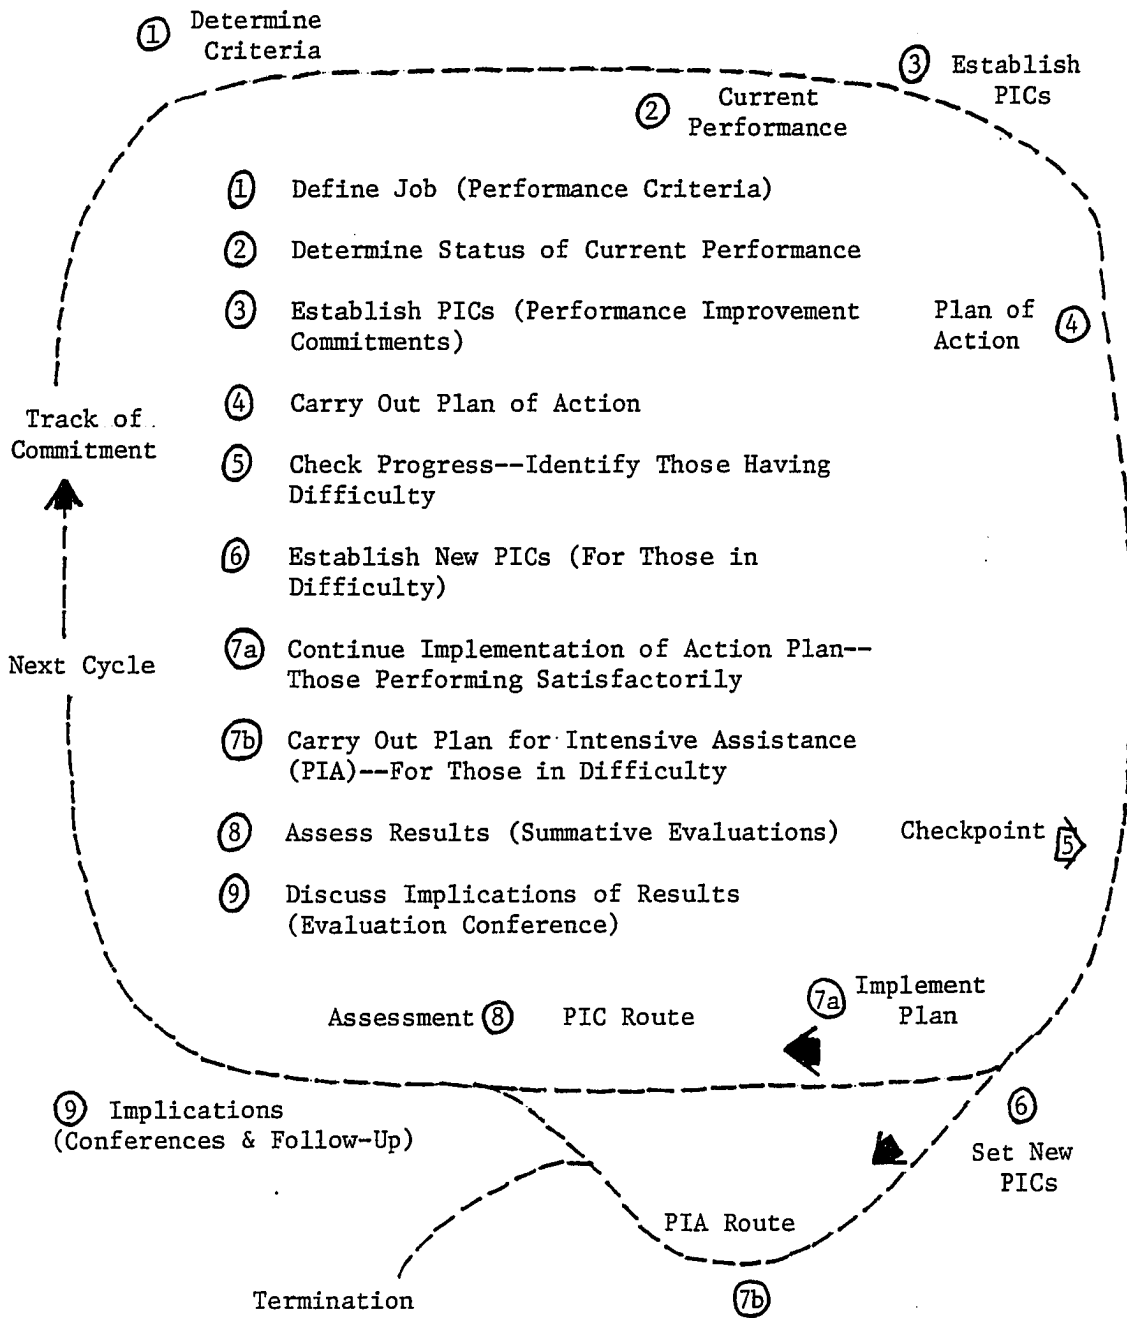 ① Determine
Criteria
③ Establish
PICs
② Current
Performance
① Define Job (Performance Criteria)
② Determine Status of Current Performance
③ Establish PICs (Performance Improvement
Commitments)
Plan of ④
Action
④ Carry Out Plan of Action
Track of
Commitment
⑤ Check Progress--Identify Those Having
Difficulty
⑥ Establish New PICs (For Those in
Difficulty)
Next Cycle
7a Continue Implementation of Action Plan--
Those Performing Satisfactorily
7b Carry Out Plan for Intensive Assistance
(PIA)--For Those in Difficulty
⑧ Assess Results (Summative Evaluations)
Checkpoint 5
⑨ Discuss Implications of Results
(Evaluation Conference)
7a Implement
Plan
Assessment ⑧ PIC Route
⑨ Implications
(Conferences & Follow-Up)
⑥
Set New
PICs
PIA Route
7b
Termination